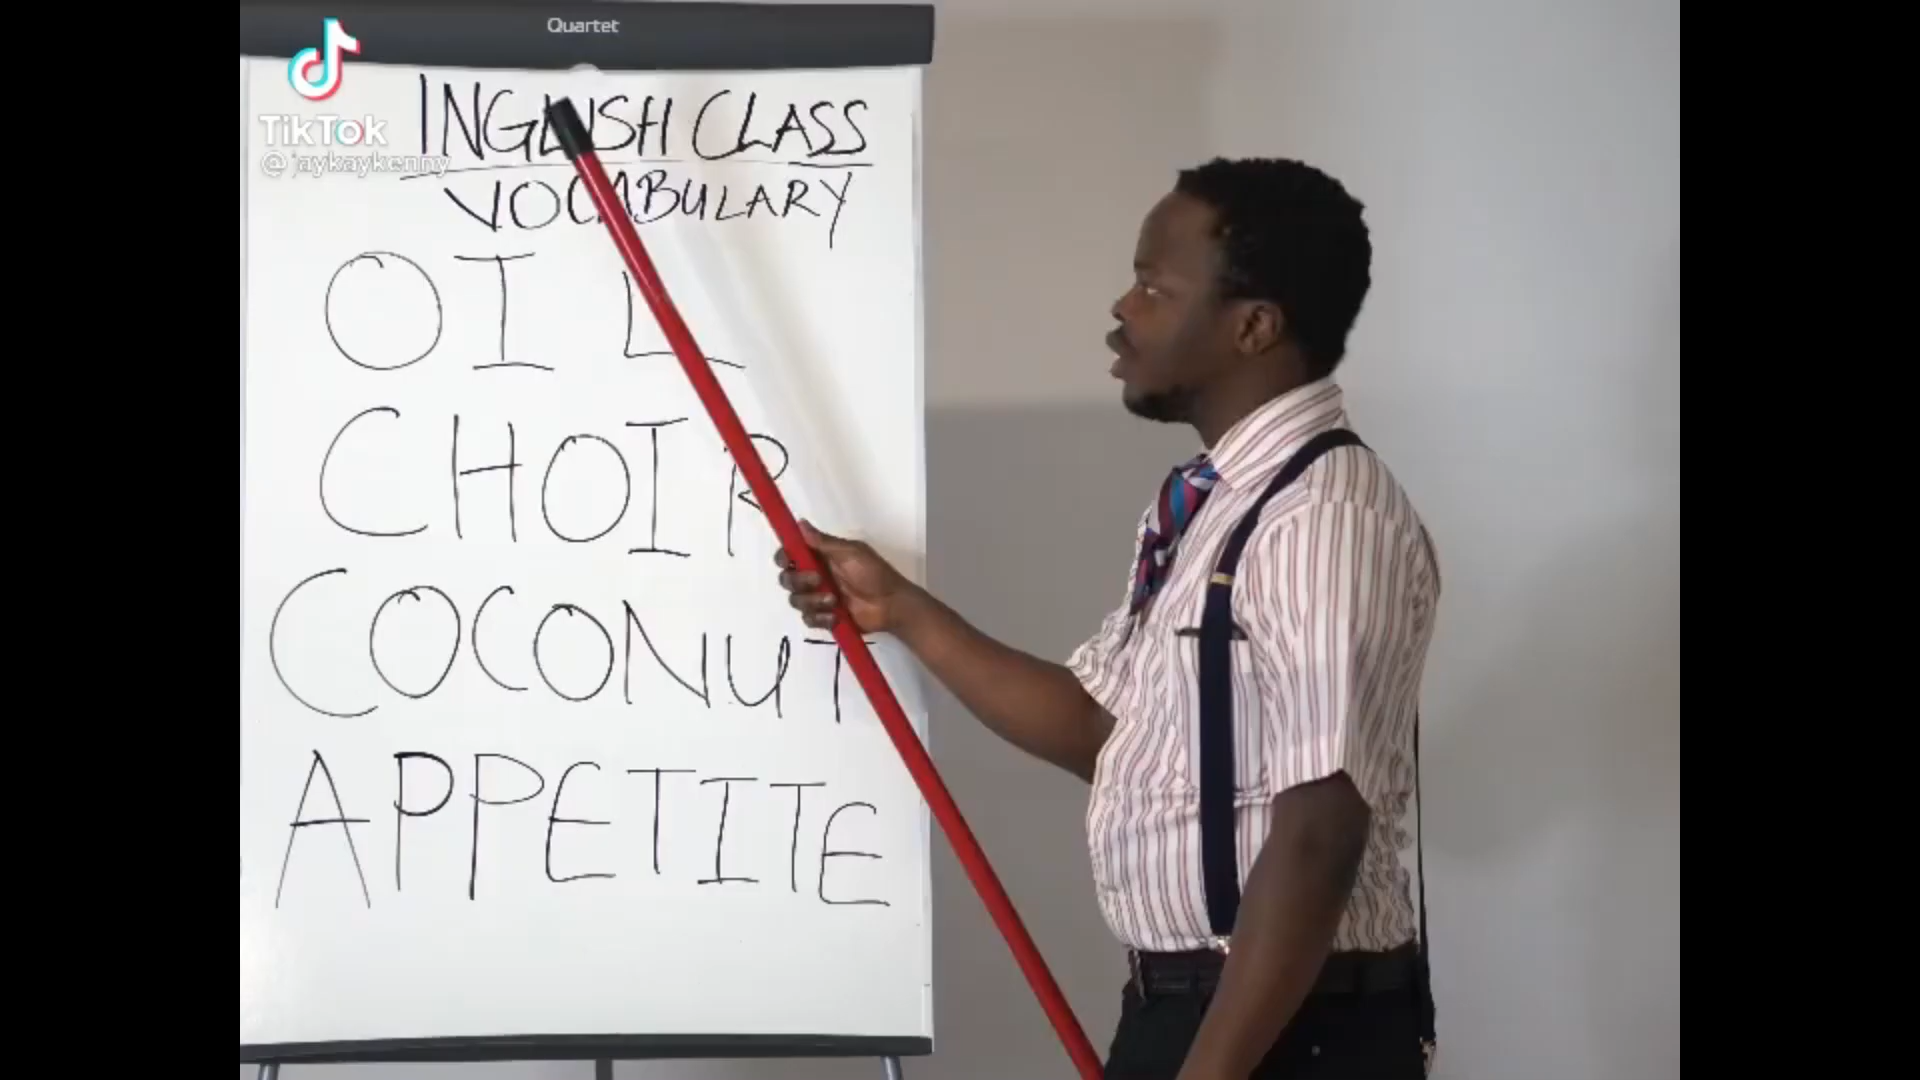 Quartet
TikTok
@jaykaykenny
INGLISH CLASS
VOCABULARY
OIL
CHOIR
COCONUT
APPETITE